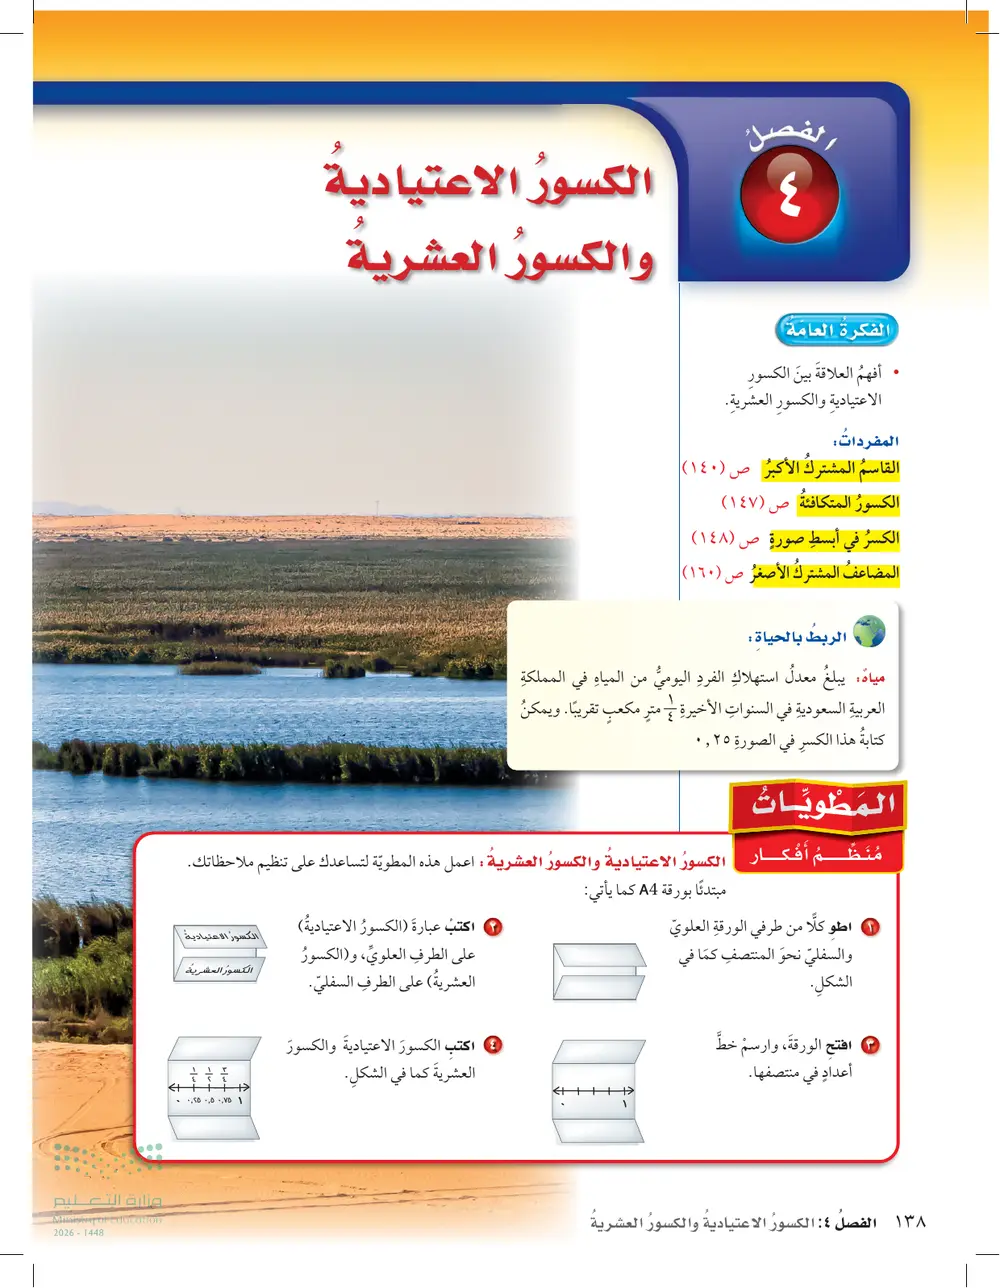 الفصلُ
٤
الكسورُ الاعتياديةُ
والكسورُ العشريةُ
الفكرةُ العامةُ
• أفهمُ العلاقةَ بينَ الكسورِ
الاعتياديةِ والكسورِ العشريةِ.
المفرداتُ:
القاسمُ المشتركُ الأكبرُ ص (١٤٠)
الكسورُ المتكافئةُ ص (١٤٧)
الكسرُ في أبسطِ صورةٍ ص (١٤٨)
المضاعفُ المشتركُ الأصغرُ ص (١٦٠)
الربطُ بالحياةِ:
مياهٌ: يبلغُ معدلُ استهلاكِ الفردِ اليوميُّ من المياهِ في المملكةِ
العربيةِ السعوديةِ في السنواتِ الأخيرةِ ١/٤ مترٍ مكعبٍ تقريبًا. ويمكنُ
كتابةُ هذا الكسرِ في الصورةِ ٠,٢٥
المَطْويَّاتُ
مُنَظِّمُ أَفْكار
الكسورُ الاعتياديةُ والكسورُ العشريةُ: اعمل هذه المطويّة لتساعدك على تنظيم ملاحظاتك.
مبتدئًا بورقة A4 كما يأتي:
١ اطوِ كلًّا من طرفي الورقةِ العلويّ
والسفليّ نحوَ المنتصفِ كمَا في
الشكلِ.
٢ اكتبْ عبارةَ (الكسورُ الاعتياديةُ)
على الطرفِ العلويِّ، و(الكسورُ
العشريةُ) على الطرفِ السفليّ.
الكسورُ الاعتياديةُ
الكسورُ العشريةُ
٣ افتحِ الورقةَ، وارسمْ خطَّ
أعدادٍ في منتصفها.
٠ ١
٤ اكتبِ الكسورَ الاعتياديةَ والكسورَ
العشريةَ كما في الشكلِ.
١/٤ ١/٢ ٣/٤
٠ ٠,٢٥ ٠,٥ ٠,٧٥ ١
وزارة التعليم
Ministry of Education
2026 - 1448
١٣٨ الفصلُ ٤: الكسورُ الاعتياديةُ والكسورُ العشريةُ